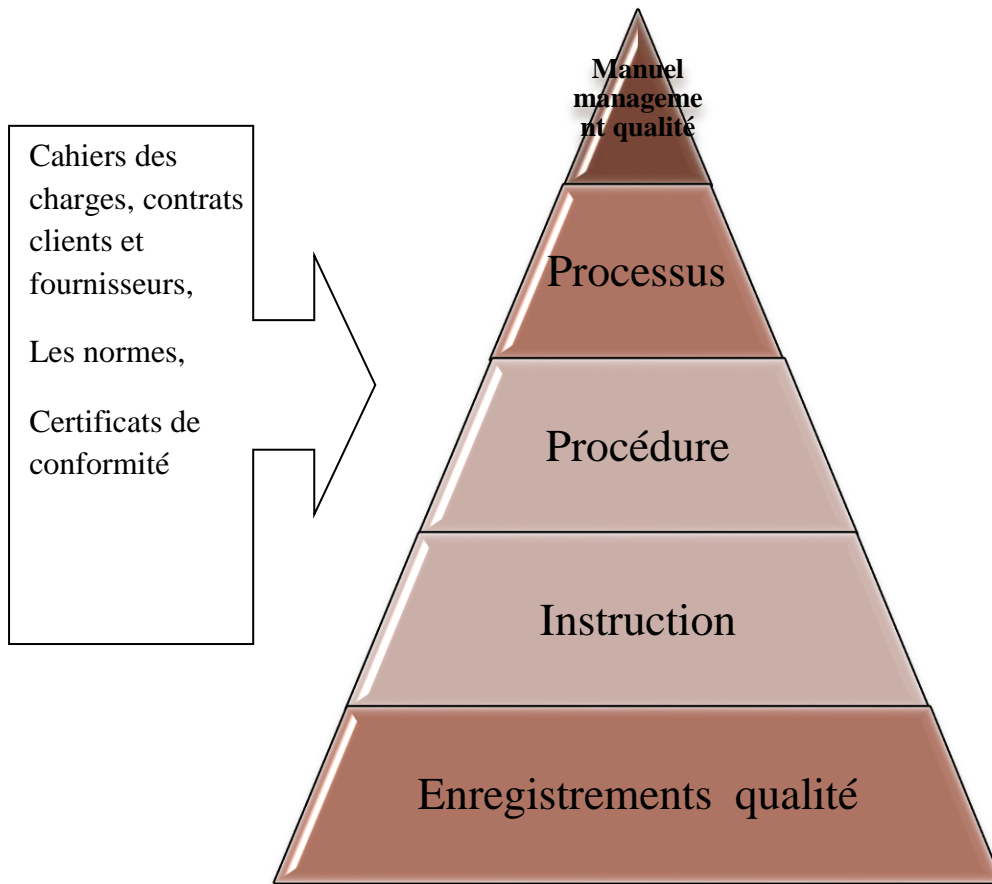 Cahiers des
charges, contrats
clients et
fournisseurs,
Les normes,
Certificats de
conformité
Manuel
manageme
nt qualité
Processus
Procédure
Instruction
Enregistrements qualité